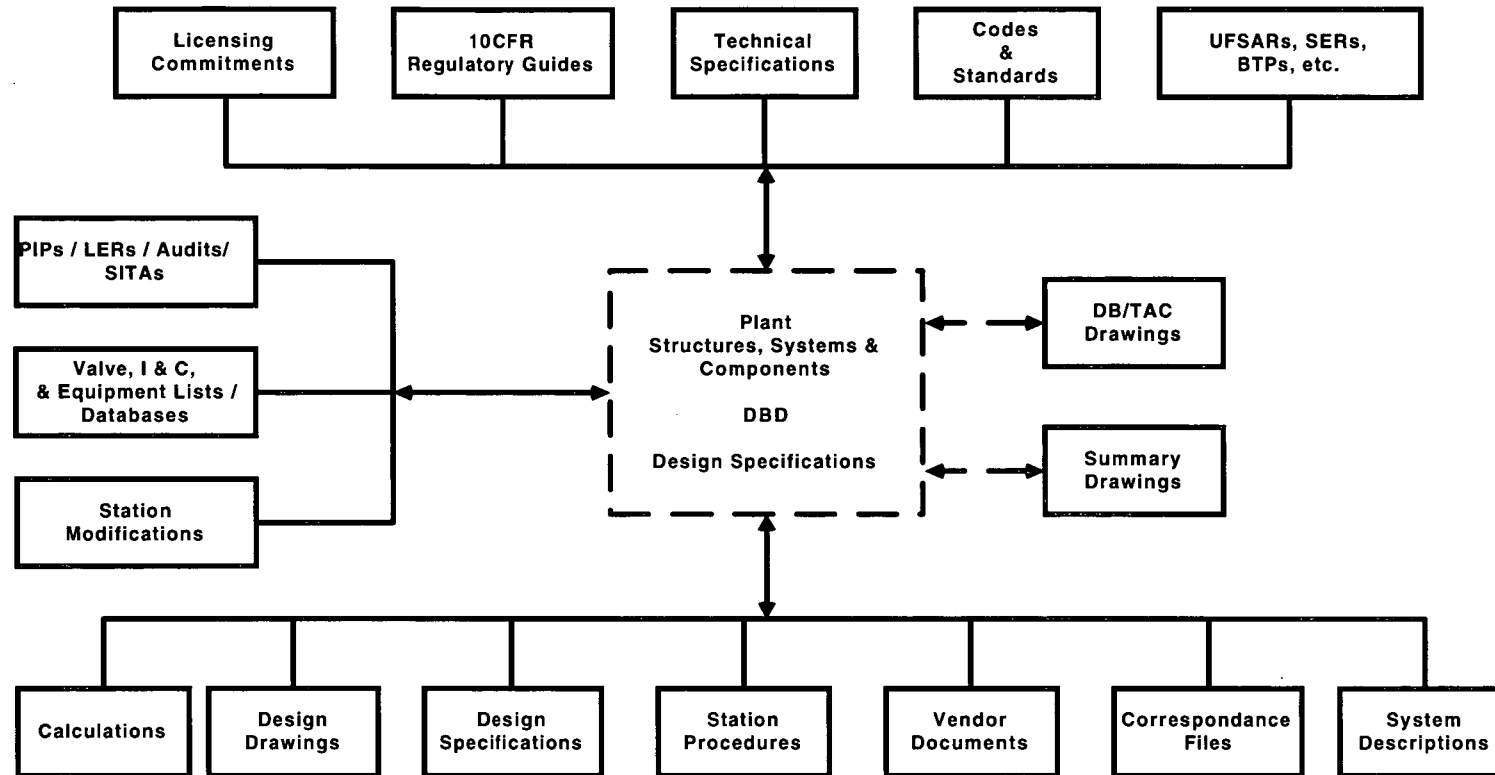 Licensing
Commitments
10CFR
Regulatory Guides
Technical
Specifications
Codes
&
Standards
UFSARs, SERs,
BTPs, etc.
PIPs / LERs / Audits/
SITAs
Valve, I & C,
& Equipment Lists /
Databases
Station
Modifications
Plant
Structures, Systems &
Components
DBD
Design Specifications
DB/TAC
Drawings
Summary
Drawings
Calculations
Design
Drawings
Design
Specifications
Station
Procedures
Vendor
Documents
Correspondance
Files
System
Descriptions